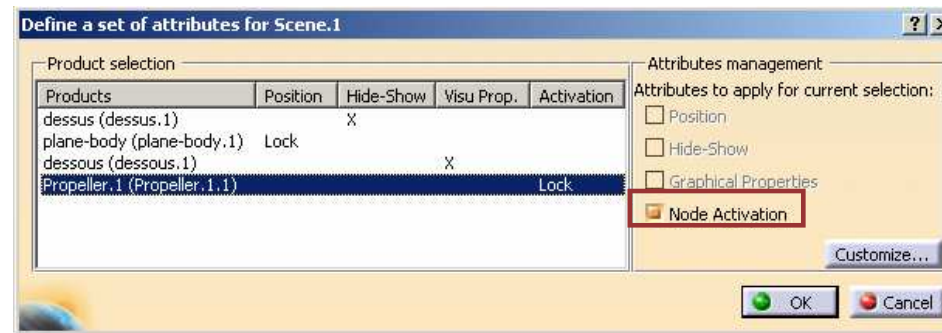 Define a set of attributes for Scene.1
Product selection
Products Position Hide-Show Visu Prop. Activation
dessus (dessus.1) X
plane-body (plane-body.1) Lock
dessous (dessous.1) X
Propeller.1 (Propeller.1.1) Lock
Attributes management
Attributes to apply for current selection:
Position
Hide-Show
Graphical Properties
Node Activation
Customize...
OK Cancel